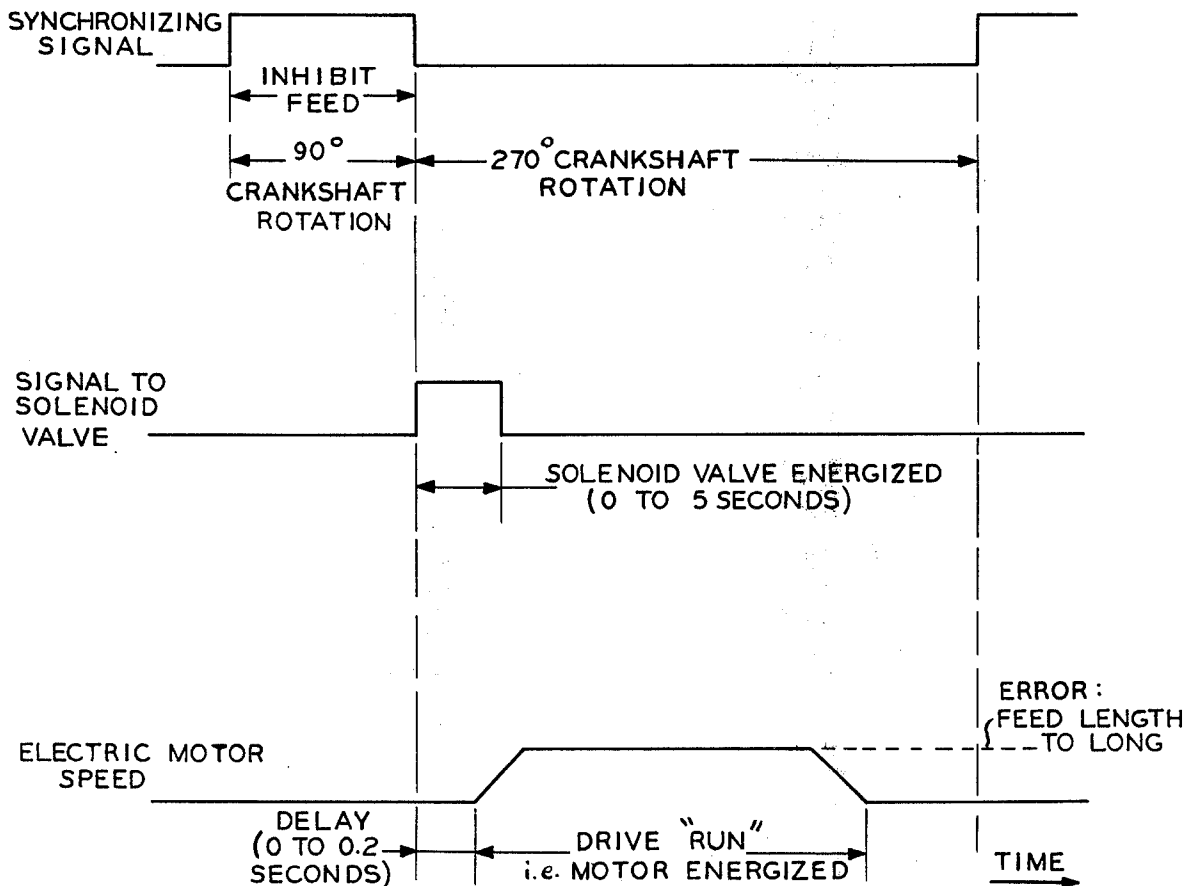 SYNCHRONIZING
SIGNAL
INHIBIT
FEED
90°
CRANKSHAFT
ROTATION
270° CRANKSHAFT
ROTATION
SIGNAL TO
SOLENOID
VALVE
SOLENOID VALVE ENERGIZED
(0 TO 5 SECONDS)
ERROR:
FEED LENGTH
TO LONG
ELECTRIC MOTOR
SPEED
DELAY
(0 TO 0.2
SECONDS)
DRIVE "RUN"
i.e. MOTOR ENERGIZED
TIME